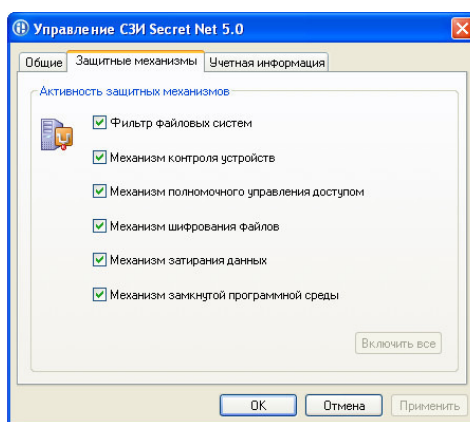 Управление СЗИ Secret Net 5.0
Общие Защитные механизмы Учетная информация
Активность защитных механизмов
Фильтр файловых систем
Механизм контроля устройств
Механизм полномочного управления доступом
Механизм шифрования файлов
Механизм затирания данных
Механизм замкнутой программной среды
Включить все
OK Отмена Применить